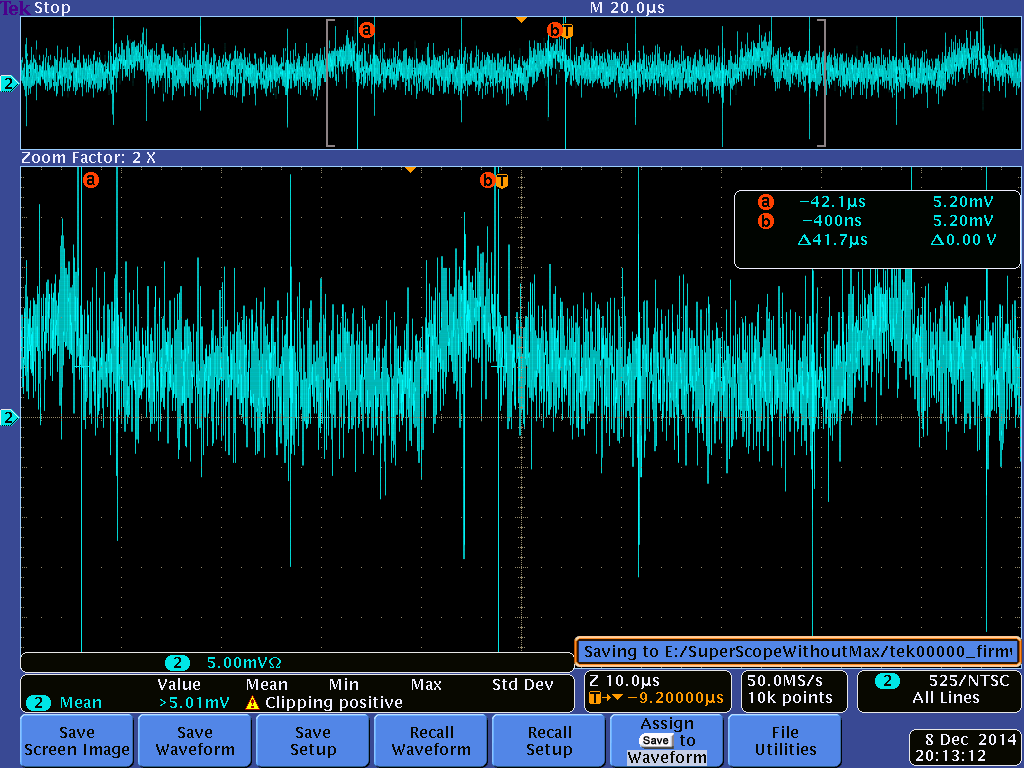 Tek Stop M 20.0µs
a b T
2
Zoom Factor: 2 X
a b T
a −42.1µs 5.20mV
b −400ns 5.20mV
Δ41.7µs Δ0.00 V
2
Saving to E:/SuperScopeWithoutMax/tek00000_firmw
2 5.00mVΩ
Value Mean Min Max Std Dev
2 Mean >5.01mV Clipping positive
Z 10.0µs
T→▼−9.20000µs
50.0MS/s
10k points
2 525/NTSC
All Lines
Save
Screen Image
Save
Waveform
Save
Setup
Recall
Waveform
Recall
Setup
Assign
Save to
Waveform
File
Utilities
8 Dec 2014
20:13:12